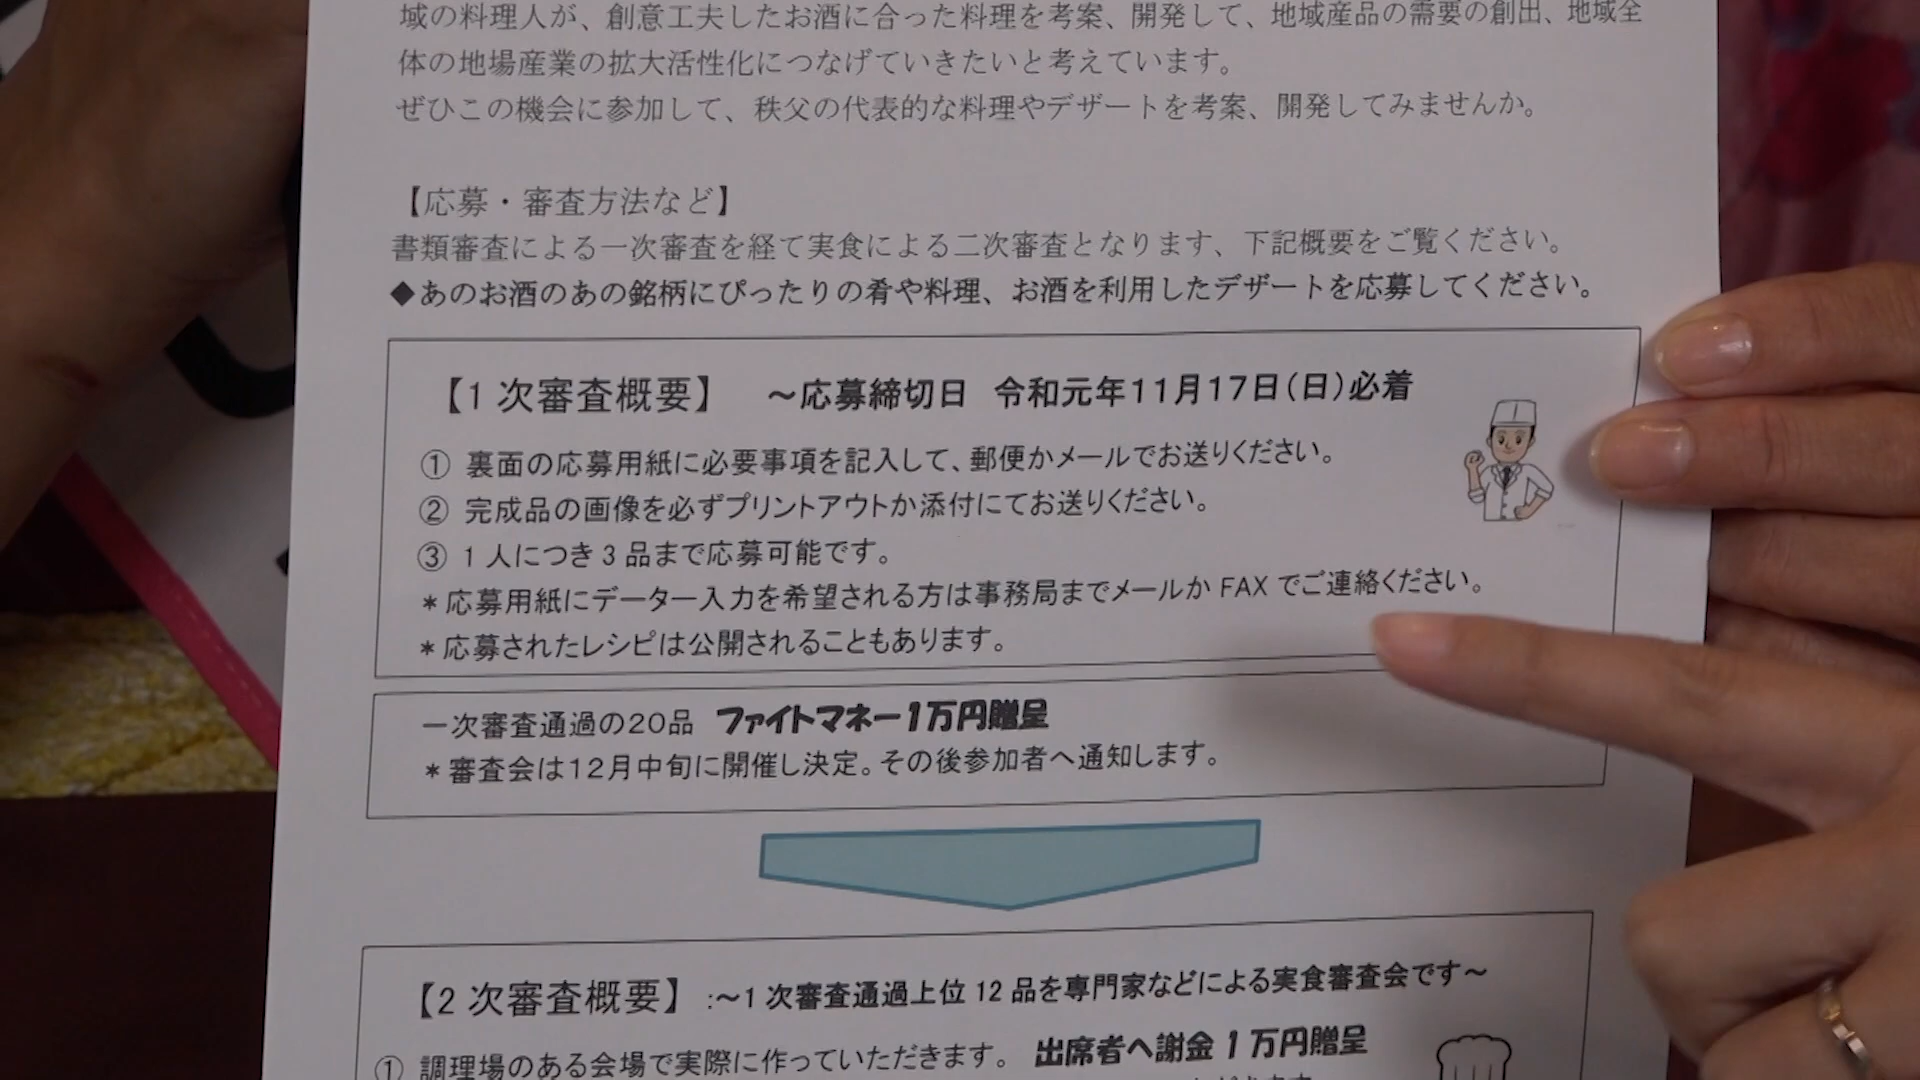 域の料理人が、創意工夫したお酒に合った料理を考案、開発して、地域産品の需要の創出、地域全
体の地場産業の拡大活性化につなげていきたいと考えています。
ぜひこの機会に参加して、秩父の代表的な料理やデザートを考案、開発してみませんか。
【応募・審査方法など】
書類審査による一次審査を経て実食による二次審査となります、下記概要をご覧ください。
◆あのお酒のあの銘柄にぴったりの肴や料理、お酒を利用したデザートを応募してください。
【1次審査概要】 ～応募締切日 令和元年11月17日(日)必着
① 裏面の応募用紙に必要事項を記入して、郵便かメールでお送りください。
② 完成品の画像を必ずプリントアウトか添付にてお送りください。
③ 1人につき3品まで応募可能です。
＊応募用紙にデーター入力を希望される方は事務局までメールか FAX でご連絡ください。
＊応募されたレシピは公開されることもあります。
一次審査通過の20品 ファイトマネー1万円贈呈
＊審査会は12月中旬に開催し決定。その後参加者へ通知します。
【2次審査概要】:～1次審査通過上位12品を専門家などによる実食審査会です～
① 調理場のある会場で実際に作っていただきます。 出席者へ謝金1万円贈呈